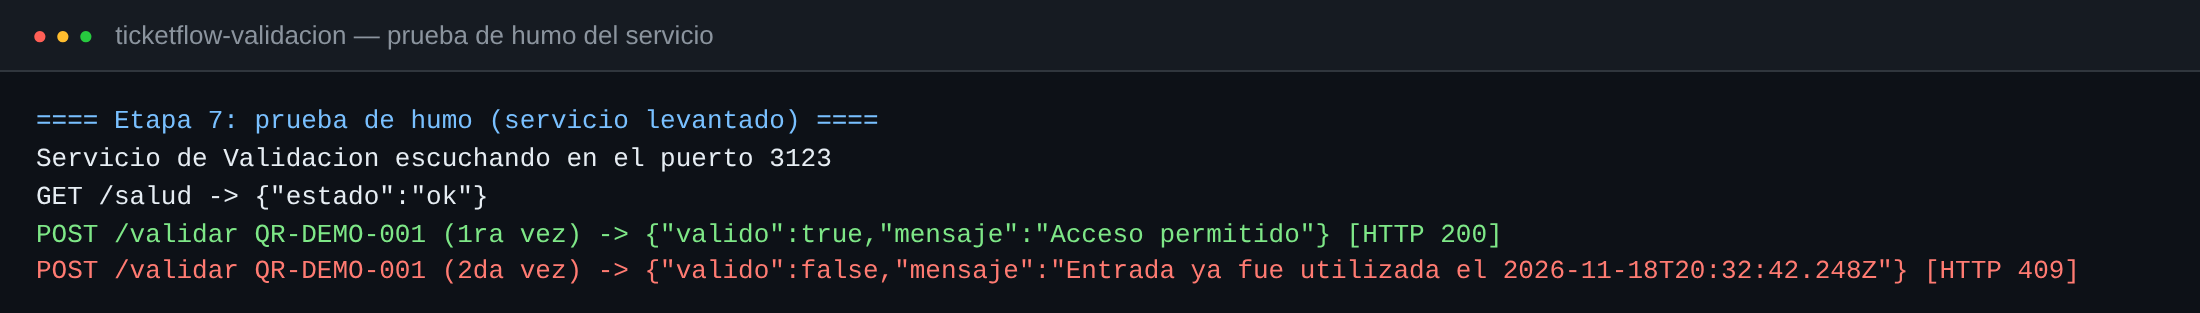 ticketflow-validacion — prueba de humo del servicio
==== Etapa 7: prueba de humo (servicio levantado) ====
Servicio de Validacion escuchando en el puerto 3123
GET /salud -> {"estado":"ok"}
POST /validar QR-DEMO-001 (1ra vez) -> {"valido":true,"mensaje":"Acceso permitido"} [HTTP 200]
POST /validar QR-DEMO-001 (2da vez) -> {"valido":false,"mensaje":"Entrada ya fue utilizada el 2026-11-18T20:32:42.248Z"} [HTTP 409]